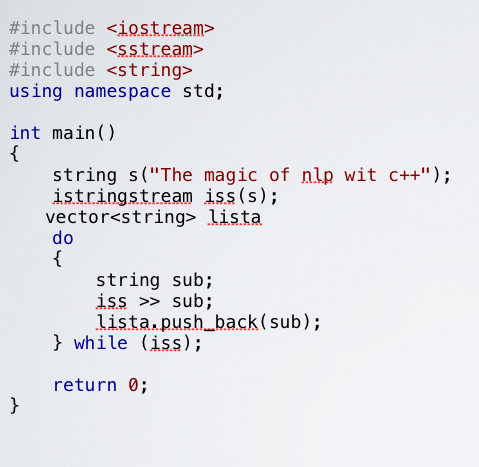 #include <iostream>
#include <sstream>
#include <string>
using namespace std;
int main()
{
string s("The magic of nlp wit c++");
istringstream iss(s);
vector<string> lista
do
{
string sub;
iss >> sub;
lista.push_back(sub);
} while (iss);
return 0;
}